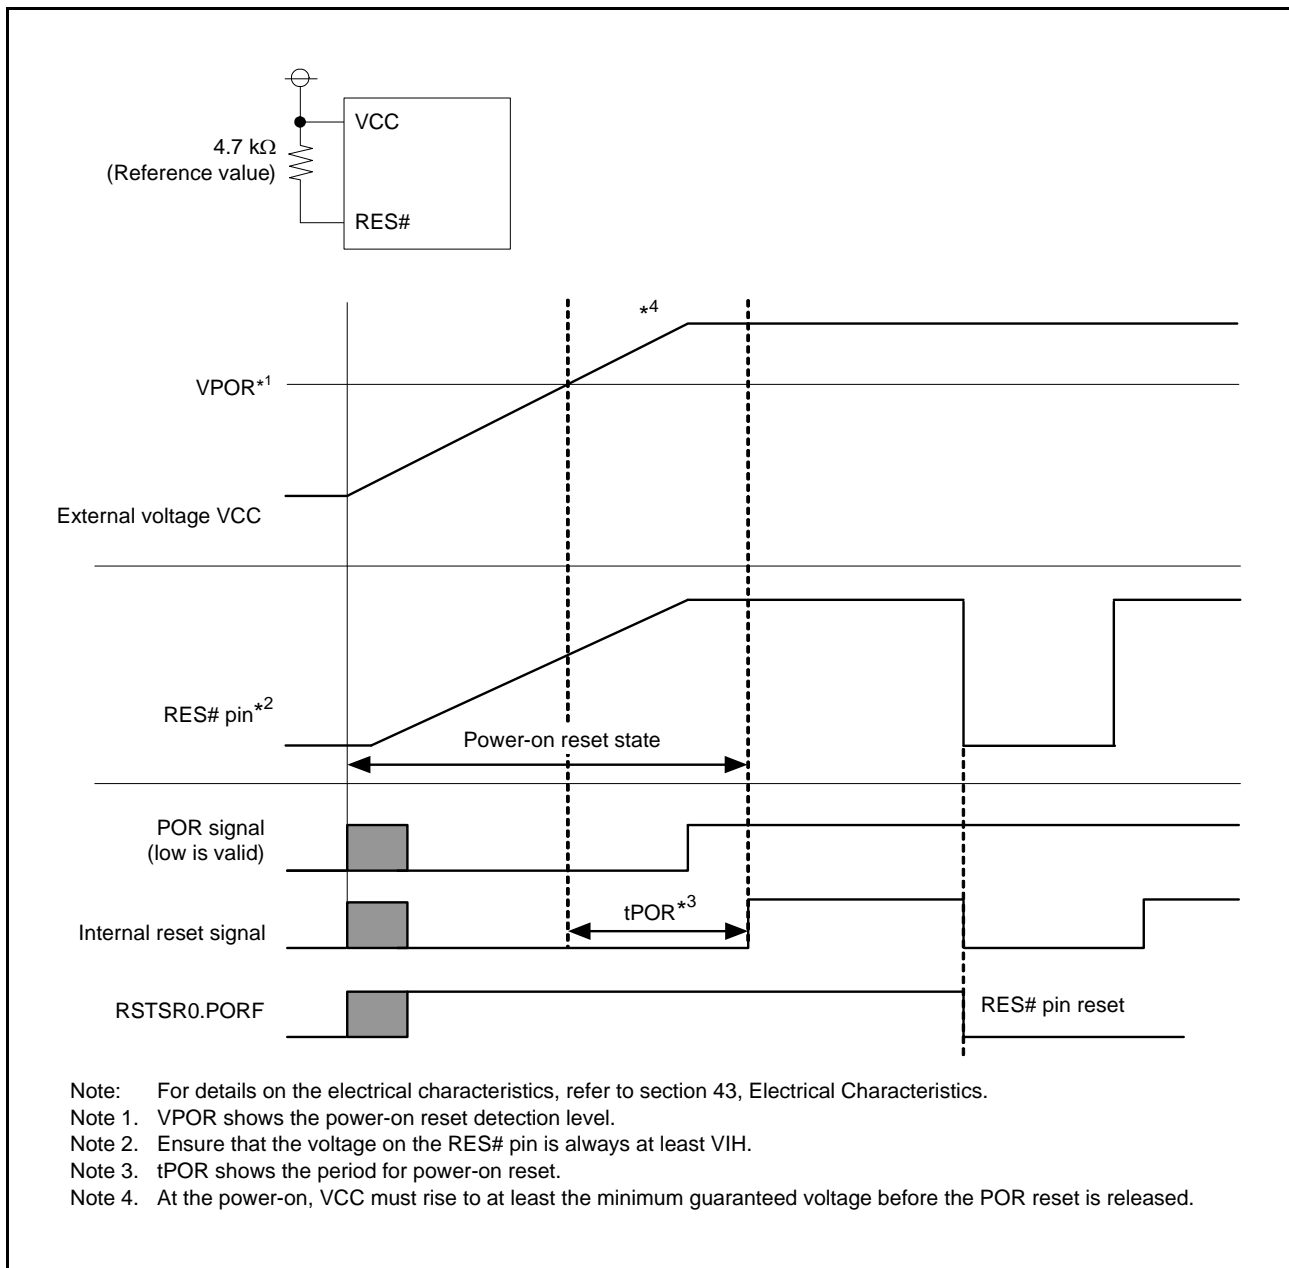 VCC
4.7 kΩ
(Reference value)
RES#
*4
VPOR*1
External voltage VCC
RES# pin*2
Power-on reset state
POR signal
(low is valid)
tPOR*3
Internal reset signal
RSTSR0.PORF
RES# pin reset
Note: For details on the electrical characteristics, refer to section 43, Electrical Characteristics.
Note 1. VPOR shows the power-on reset detection level.
Note 2. Ensure that the voltage on the RES# pin is always at least VIH.
Note 3. tPOR shows the period for power-on reset.
Note 4. At the power-on, VCC must rise to at least the minimum guaranteed voltage before the POR reset is released.